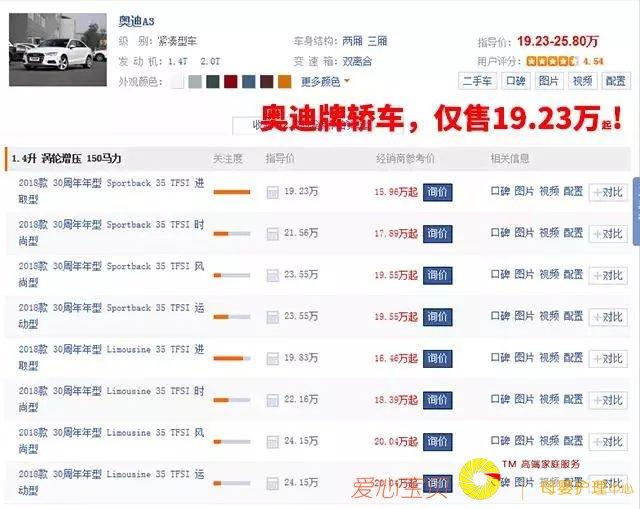 奥迪A3
级 别: 紧凑型车
车身结构: 两厢 三厢
指导价: 19.23-25.80万
发 动 机: 1.4T 2.0T
变 速 箱: 双离合
用户评分: 4.54
外观颜色:
更多颜色
二手车 口碑 图片 视频 配置
奥迪牌轿车，仅售19.23万起！
1.4升 涡轮增压 150马力 关注度 指导价 经销商参考价 相关信息
2018款 30周年年型 Sportback 35 TFSI 进取型 19.23万 15.96万起 询价 口碑 图片 视频 配置 +对比
2018款 30周年年型 Sportback 35 TFSI 时尚型 21.56万 17.89万起 询价 口碑 图片 视频 配置 +对比
2018款 30周年年型 Sportback 35 TFSI 风尚型 23.55万 19.55万起 询价 口碑 图片 视频 配置 +对比
2018款 30周年年型 Sportback 35 TFSI 运动型 23.55万 19.55万起 询价 口碑 图片 视频 配置 +对比
2018款 30周年年型 Limousine 35 TFSI 进取型 19.83万 16.46万起 询价 口碑 图片 视频 配置 +对比
2018款 30周年年型 Limousine 35 TFSI 时尚型 22.16万 18.39万起 询价 口碑 图片 视频 配置 +对比
2018款 30周年年型 Limousine 35 TFSI 风尚型 24.15万 20.04万起 询价 口碑 图片 视频 配置 +对比
2018款 30周年年型 Limousine 35 TFSI 运动型 24.15万 20.04万起 询价 口碑 图片 视频 配置 +对比
TM 高端家庭服务
爱心宝贝 母婴护理中心